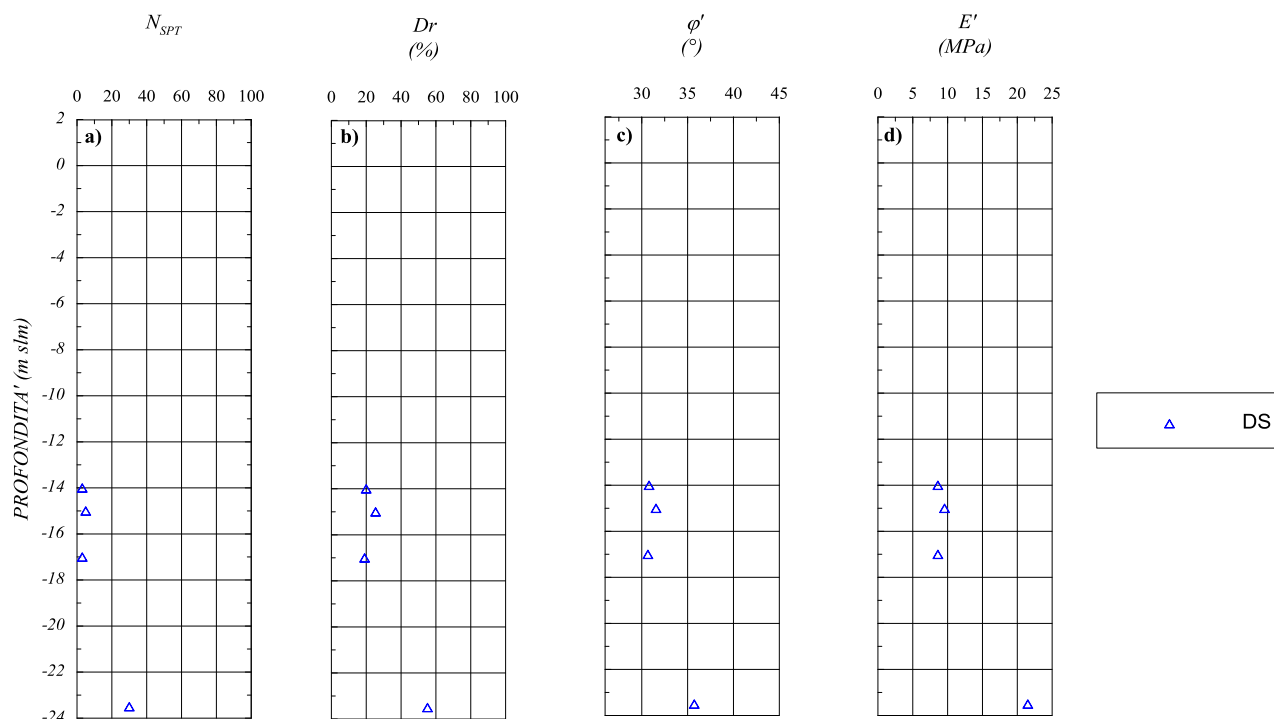 N_SPT
Dr
(%)
φ'
(°)
E'
(MPa)
0 20 40 60 80 100
0 20 40 60 80 100
30 35 40 45
0 5 10 15 20 25
a)
b)
c)
d)
PROFONDITA' (m slm)
2
0
-2
-4
-6
-8
-10
-12
-14
-16
-18
-20
-22
-24
DS